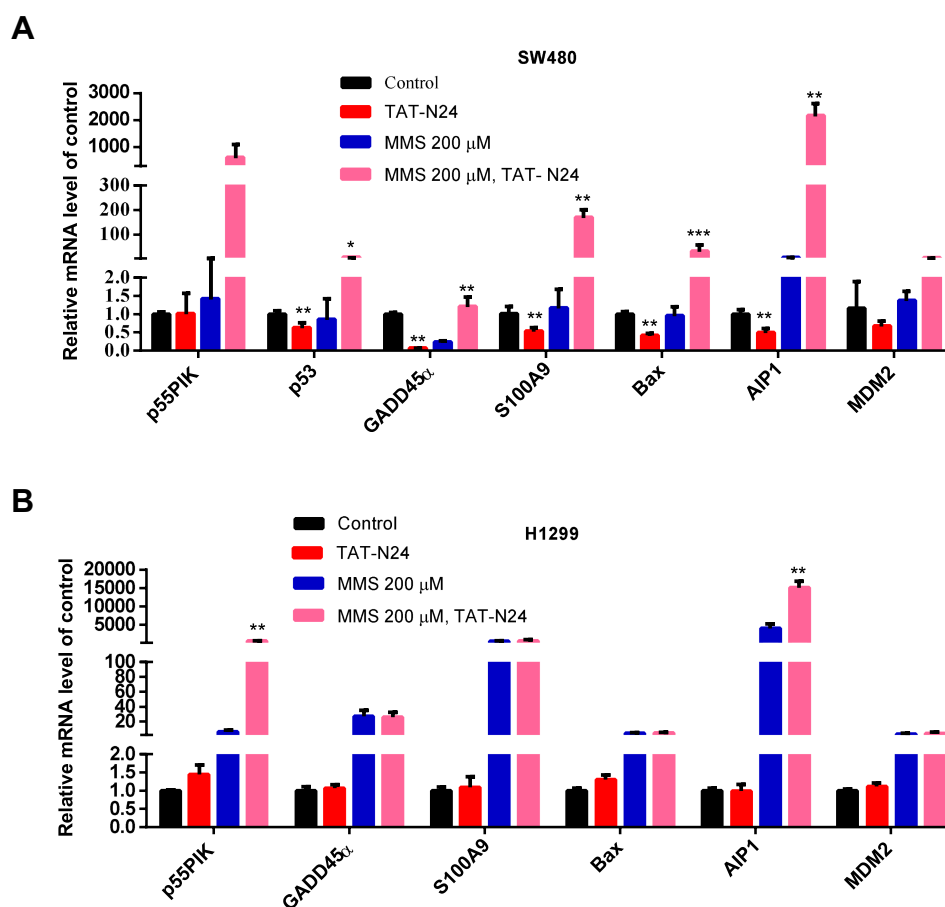 A
SW480
Control
TAT-N24
MMS 200 μM
MMS 200 μM, TAT- N24
Relative mRNA level of control
3000
2000
1000
300
200
100
2.0
1.5
1.0
0.5
0.0
*
**
**
**
**
***
**
**
**
**
p55PIK
p53
GADD45α
S100A9
Bax
AIP1
MDM2
B
H1299
Control
TAT-N24
MMS 200 μM
MMS 200 μM, TAT-N24
Relative mRNA level of control
20000
15000
10000
5000
100
80
60
40
20
2.0
1.5
1.0
0.5
0.0
**
**
p55PIK
GADD45α
S100A9
Bax
AIP1
MDM2